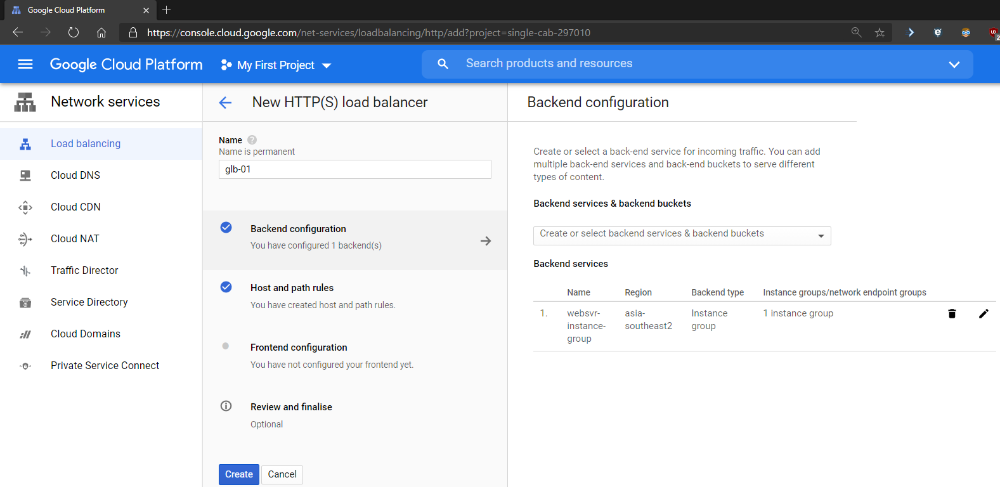 Google Cloud Platform
https://console.cloud.google.com/net-services/loadbalancing/http/add?project=single-cab-297010
2
Google Cloud Platform
My First Project
Search products and resources
Network services
Load balancing
Cloud DNS
Cloud CDN
Cloud NAT
Traffic Director
Service Directory
Cloud Domains
Private Service Connect
New HTTP(S) load balancer
Name
Name is permanent
glb-01
Backend configuration
You have configured 1 backend(s)
Host and path rules
You have created host and path rules.
Frontend configuration
You have not configured your frontend yet.
Review and finalise
Optional
Create Cancel
Backend configuration
Create or select a back-end service for incoming traffic. You can add
multiple back-end services and back-end buckets to serve different
types of content.
Backend services & backend buckets
Create or select backend services & backend buckets
Backend services
Name Region Backend type Instance groups/network endpoint groups
1. websvr- asia- Instance 1 instance group
instance- southeast2 group
group